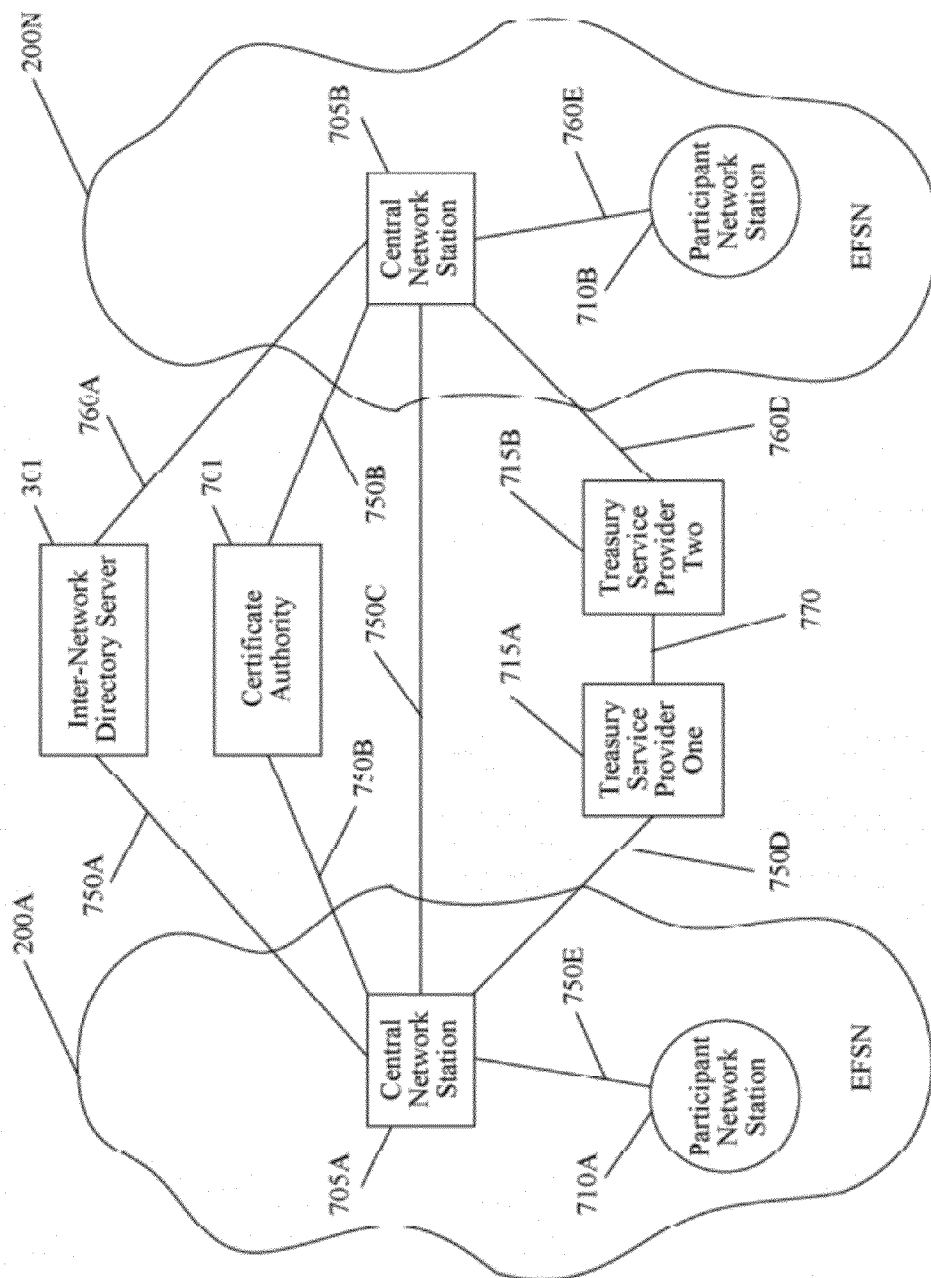 200A
750A
301
Inter-Network
Directory Server
760A
200N
750B
701
Certificate
Authority
750B
705A
Central
Network
Station
750C
705B
Central
Network
Station
750E
750D
715A
715B
760D
760E
710A
Participant
Network
Station
Treasury
Service
Provider
One
770
Treasury
Service
Provider
Two
710B
Participant
Network
Station
EFSN
EFSN